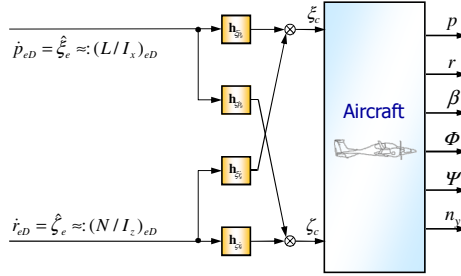 ṗ_eD = ξ̂_e ≈: (L/I_x)_eD
h
ξ_c
h
h
ṙ_eD = ζ̂_e ≈: (N/I_z)_eD
h
ζ_c
Aircraft
p
r
β
Φ
Ψ
n_y